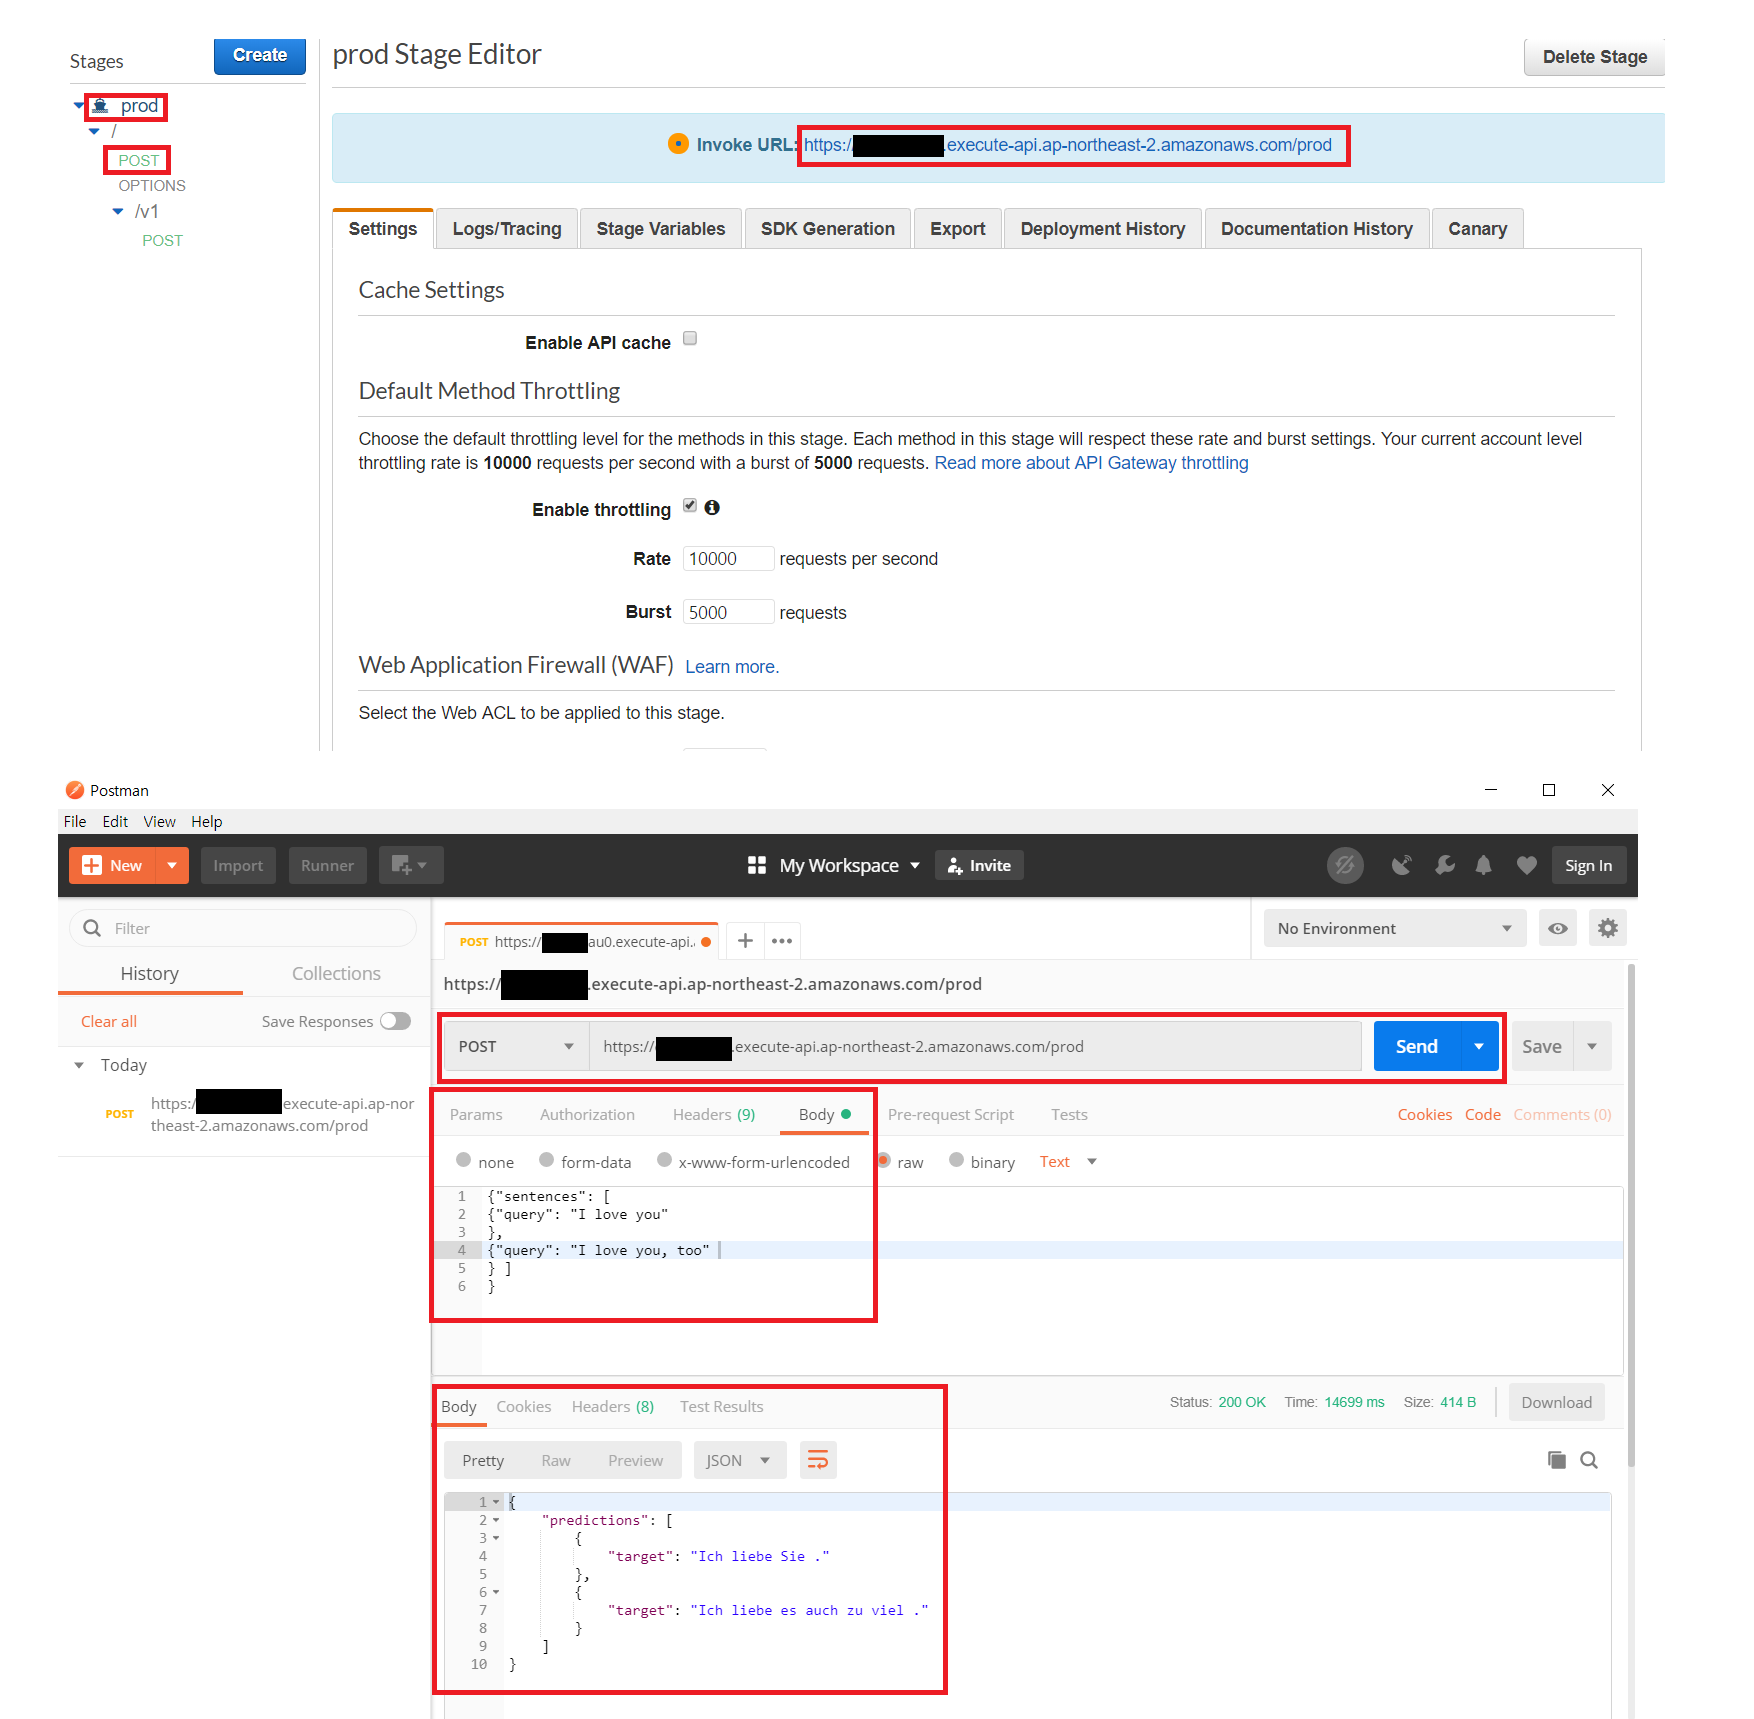 Stages
Create
prod
/
POST
OPTIONS
/v1
POST
prod Stage Editor
Delete Stage
Invoke URL: https:/ .execute-api.ap-northeast-2.amazonaws.com/prod
Settings Logs/Tracing Stage Variables SDK Generation Export Deployment History Documentation History Canary
Cache Settings
Enable API cache
Default Method Throttling
Choose the default throttling level for the methods in this stage. Each method in this stage will respect these rate and burst settings. Your current account level
throttling rate is 10000 requests per second with a burst of 5000 requests. Read more about API Gateway throttling
Enable throttling
Rate 10000 requests per second
Burst 5000 requests
Web Application Firewall (WAF) Learn more.
Select the Web ACL to be applied to this stage.
Postman
File Edit View Help
New Import Runner My Workspace Invite Sign In
Filter
History Collections
Clear all Save Responses
Today
POST https:/ execute-api.ap-nor
theast-2.amazonaws.com/prod
POST https:// au0.execute-api.
No Environment
https:// .execute-api.ap-northeast-2.amazonaws.com/prod
POST https:// .execute-api.ap-northeast-2.amazonaws.com/prod Send Save
Params Authorization Headers (9) Body Pre-request Script Tests Cookies Code Comments (0)
none form-data x-www-form-urlencoded raw binary Text
1 {"sentences": [
2 {"query": "I love you"
3 },
4 {"query": "I love you, too"
5 } ]
6 }
Body Cookies Headers (8) Test Results Status: 200 OK Time: 14699 ms Size: 414 B Download
Pretty Raw Preview JSON
1 {
2 "predictions": [
3 {
4 "target": "Ich liebe Sie ."
5 },
6 {
7 "target": "Ich liebe es auch zu viel ."
8 }
9 ]
10 }